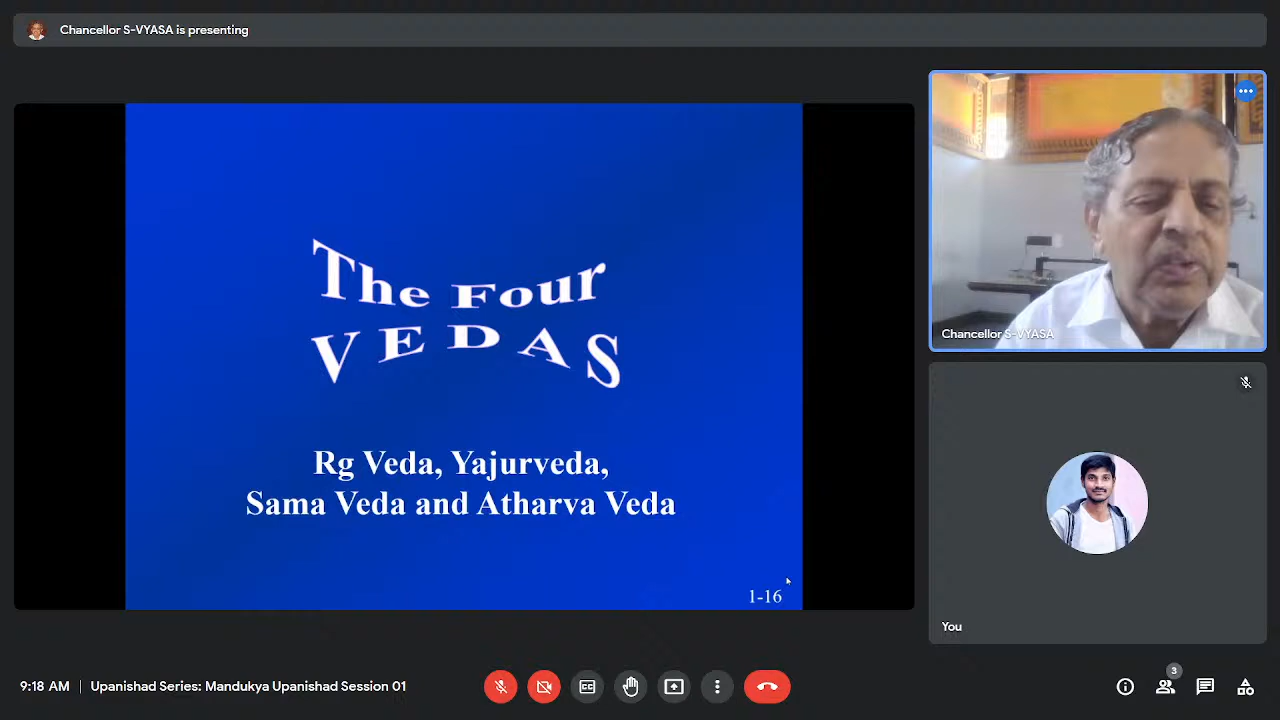 Chancellor S-VYASA is presenting
The Four
VEDAS
Rg Veda, Yajurveda,
Sama Veda and Atharva Veda
1-16
Chancellor S-VYASA
You
9:18 AM | Upanishad Series: Mandukya Upanishad Session 01
3